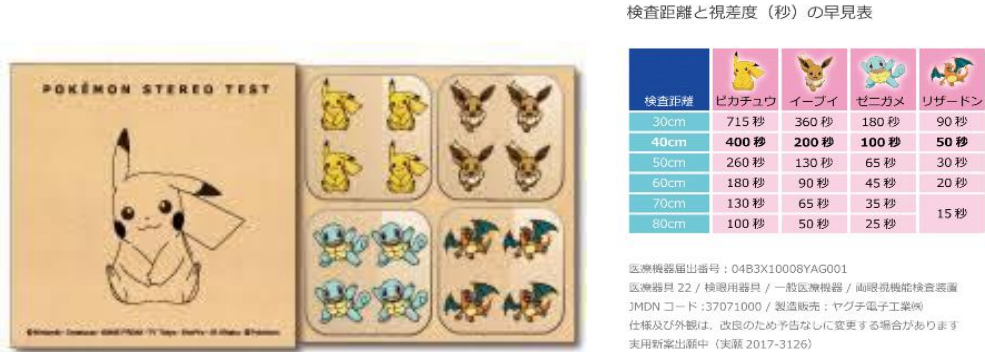 検査距離と視差度（秒）の早見表
POKÉMON STEREO TEST
検査距離 ピカチュウ イーブイ ゼニガメ リザードン
30cm 715 秒 360 秒 180 秒 90 秒
40cm 400 秒 200 秒 100 秒 50 秒
50cm 260 秒 130 秒 65 秒 30 秒
60cm 180 秒 90 秒 45 秒 20 秒
70cm 130 秒 65 秒 35 秒 15 秒
80cm 100 秒 50 秒 25 秒
医療機器届出番号：04B3X10008YAG001
医療器具 22 / 検眼用器具 / 一般医療機器 / 両眼視機能検査装置
JMDN コード：37071000 / 製造販売：ヤグチ電子工業㈱
仕様及び外観は、改良のため予告なしに変更する場合があります
実用新案出願中（実願 2017-3126）